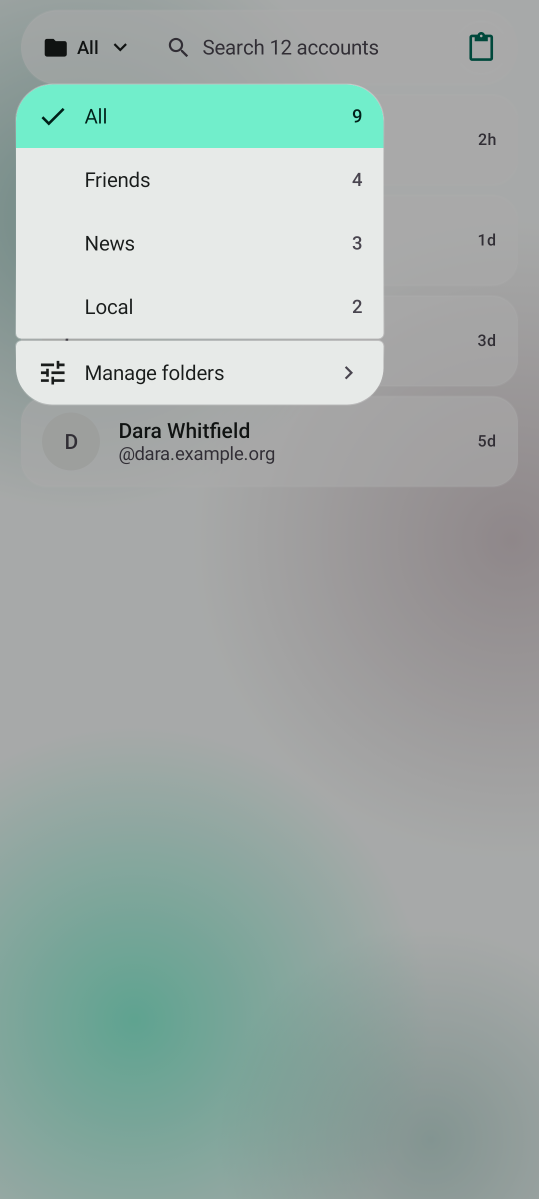 All
Search 12 accounts
All 9
2h
Friends 4
News 3
1d
Local 2
3d
Manage folders
D
Dara Whitfield
@dara.example.org
5d